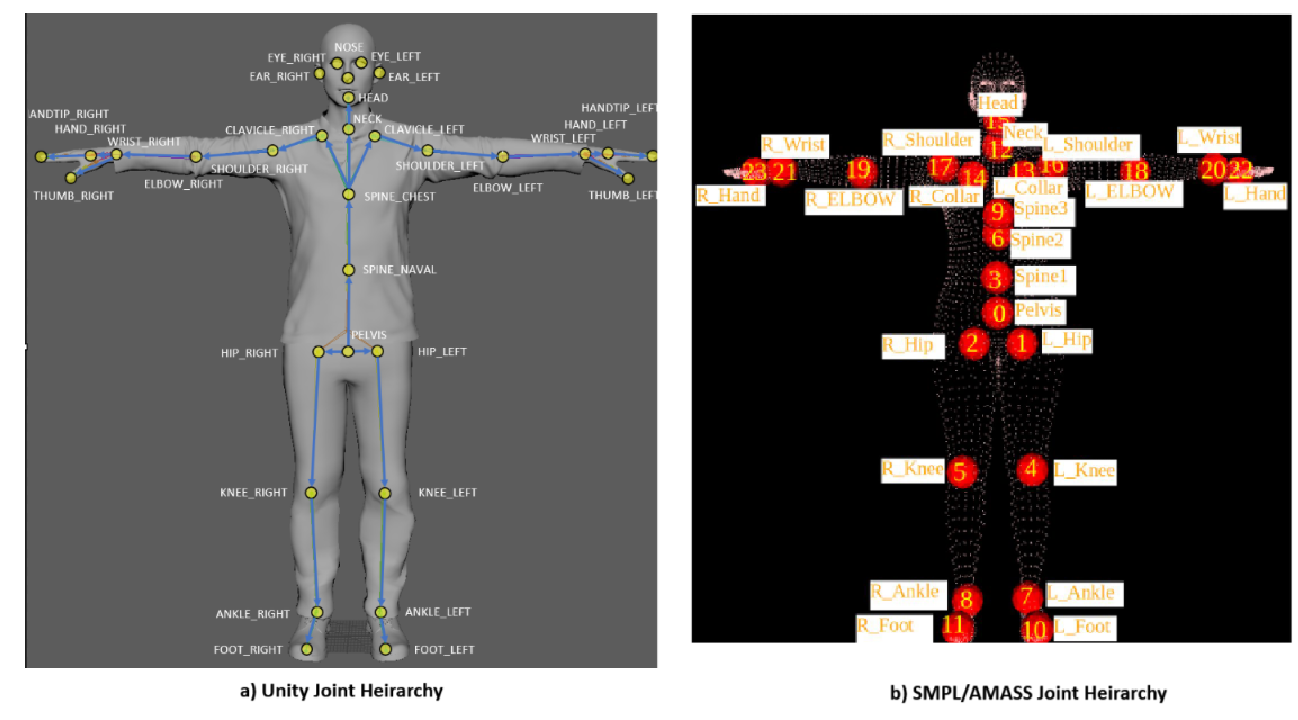 NOSE
EYE_RIGHT
EYE_LEFT
EAR_RIGHT
EAR_LEFT
HEAD
ANDTIP_RIGHT
HANDTIP_LEFT
HAND_RIGHT
NECK
HAND_LEFT
WRIST_RIGHT
CLAVICLE_RIGHT
CLAVICLE_LEFT
WRIST_LEFT
SHOULDER_RIGHT
SHOULDER_LEFT
ELBOW_RIGHT
ELBOW_LEFT
THUMB_RIGHT
SPINE_CHEST
THUMB_LEFT
SPINE_NAVAL
PELVIS
HIP_RIGHT
HIP_LEFT
KNEE_RIGHT
KNEE_LEFT
ANKLE_RIGHT
ANKLE_LEFT
FOOT_RIGHT
FOOT_LEFT
a) Unity Joint Heirarchy
Head
15
Neck
12
R_Wrist
R_Shoulder
L_Shoulder
L_Wrist
23
21
19
17
14
13
16
18
20
22
R_Hand
R_ELBOW
R_Collar
L_Collar
L_ELBOW
L_Hand
9
Spine3
6
Spine2
3
Spine1
0
Pelvis
R_Hip
2
1
L_Hip
R_Knee
5
4
L_Knee
R_Ankle
8
7
L_Ankle
R_Foot
11
10
L_Foot
b) SMPL/AMASS Joint Heirarchy